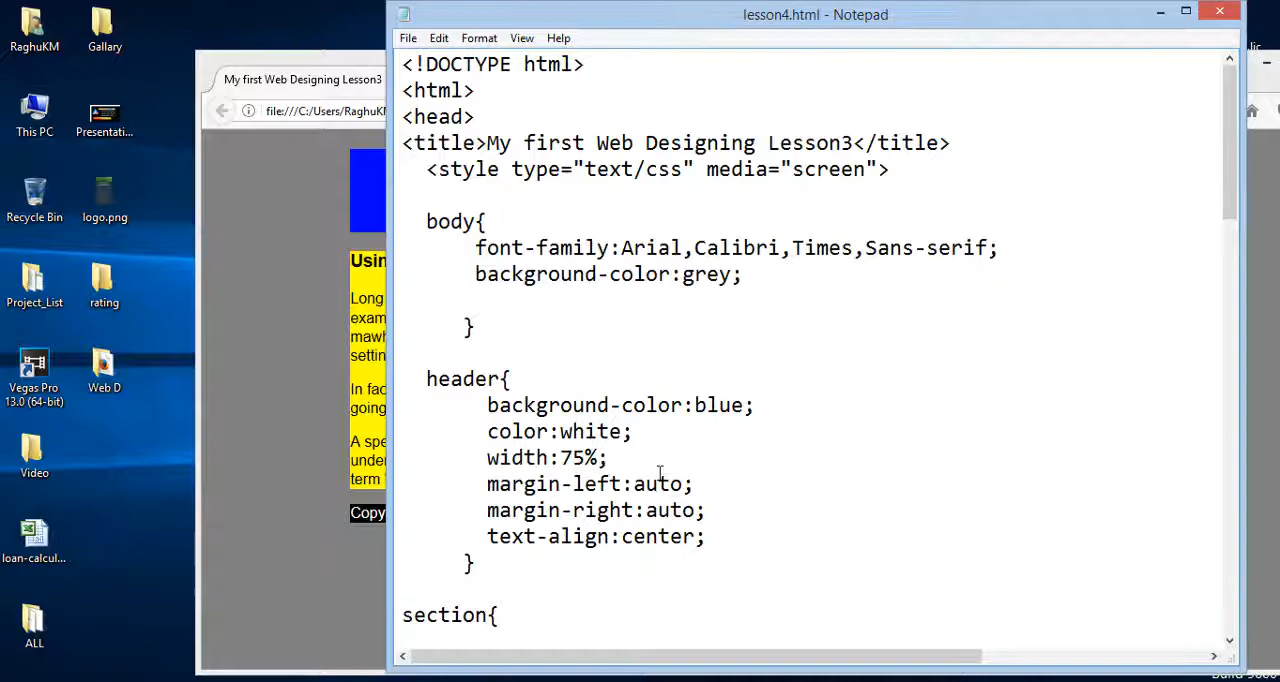 RaghuKM
Gallary
This PC
Presentati...
Recycle Bin
logo.png
Project_List
rating
Vegas Pro
13.0 (64-bit)
Web D
Video
loan-calcul...
ALL
My first Web Designing Lesson3
file:///C:/Users/RaghuKM
Usin
Long
exam
mawh
settin
In fac
going
A spe
under
term
Copy
lesson4.html - Notepad
File Edit Format View Help
<!DOCTYPE html>
<html>
<head>
<title>My first Web Designing Lesson3</title>
<style type="text/css" media="screen">
body{
font-family:Arial,Calibri,Times,Sans-serif;
background-color:grey;
}
header{
background-color:blue;
color:white;
width:75%;
margin-left:auto;
margin-right:auto;
text-align:center;
}
section{